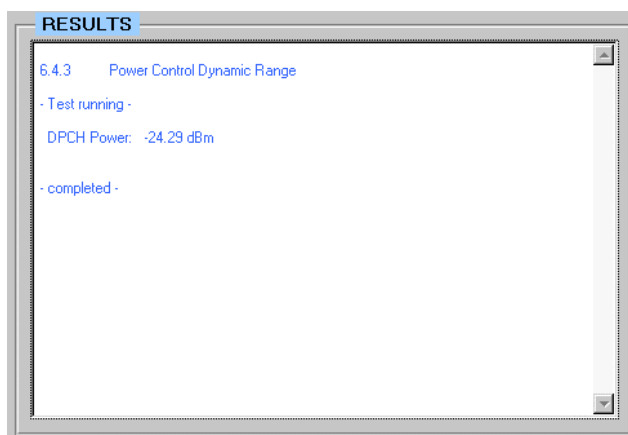 RESULTS
6.4.3 Power Control Dynamic Range
- Test running -
DPCH Power: -24.29 dBm
- completed -